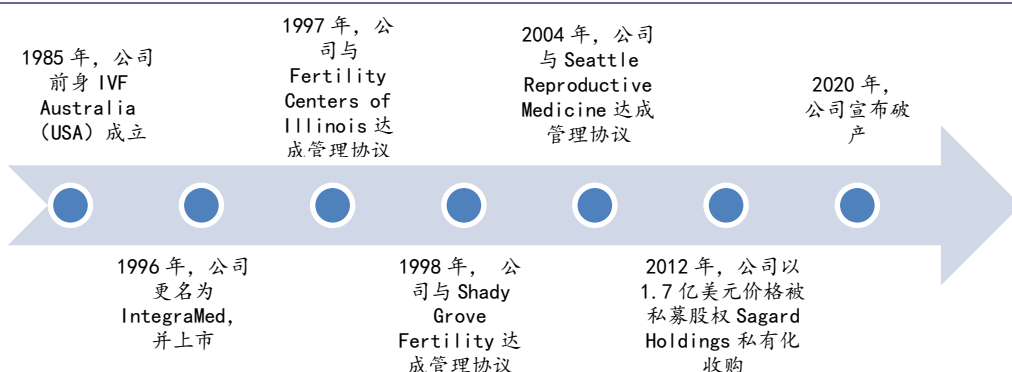 1985 年, 公司
前身 IVF
Australia
（USA）成立
1996 年, 公司
更名为
IntegraMed,
并上市
1997 年, 公
司与
Fertility
Centers of
Illinois 达
成管理协议
1998 年, 公
司与 Shady
Grove
Fertility 达
成管理协议
2004 年, 公司
与 Seattle
Reproductive
Medicine 达成
管理协议
2012 年, 公司以
1.7 亿美元价格被
私募股权 Sagard
Holdings 私有化
收购
2020 年,
公司宣布破
产